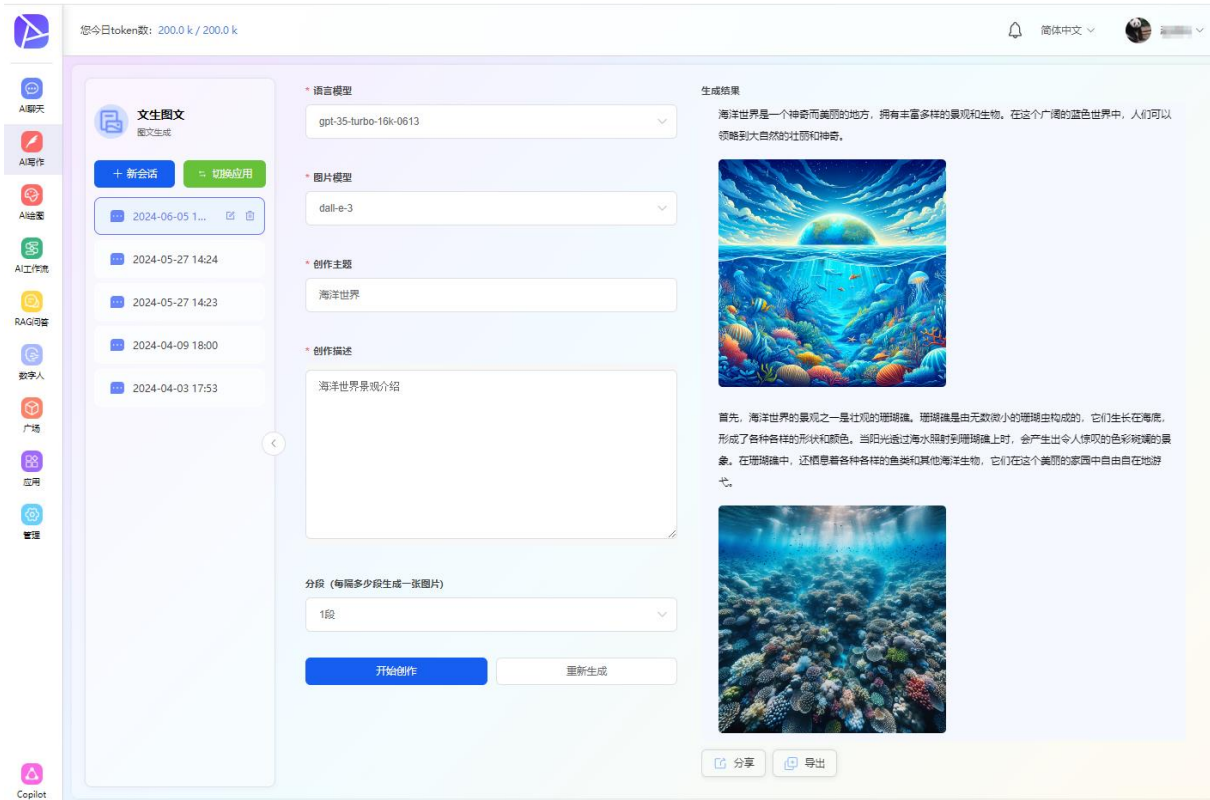 您今日token数：200.0 k / 200.0 k
简体中文
AI聊天
AI写作
AI绘图
AI工作流
RAG问答
数字人
广场
应用
管理
Copilot
文生图文
图文生成
+ 新会话
切换应用
2024-06-05 1...
2024-05-27 14:24
2024-05-27 14:23
2024-04-09 18:00
2024-04-03 17:53
* 语言模型
gpt-35-turbo-16k-0613
* 图片模型
dall-e-3
* 创作主题
海洋世界
* 创作描述
海洋世界景观介绍
分段（每隔多少段生成一张图片）
1段
开始创作
重新生成
生成结果
海洋世界是一个神奇而美丽的地方，拥有丰富多样的景观和生物。在这个广阔的蓝色世界中，人们可以
领略到大自然的壮丽和神奇。
首先，海洋世界的景观之一是壮观的珊瑚礁。珊瑚礁是由无数微小的珊瑚虫构成的，它们生长在海底，
形成了各种各样的形状和颜色。当阳光透过海水照射到珊瑚礁上时，会产生出令人惊叹的色彩斑斓的景
象。在珊瑚礁中，还栖息着各种各样的鱼类和其他海洋生物，它们在这个美丽的家园中自由自在地游
弋。
分享
导出